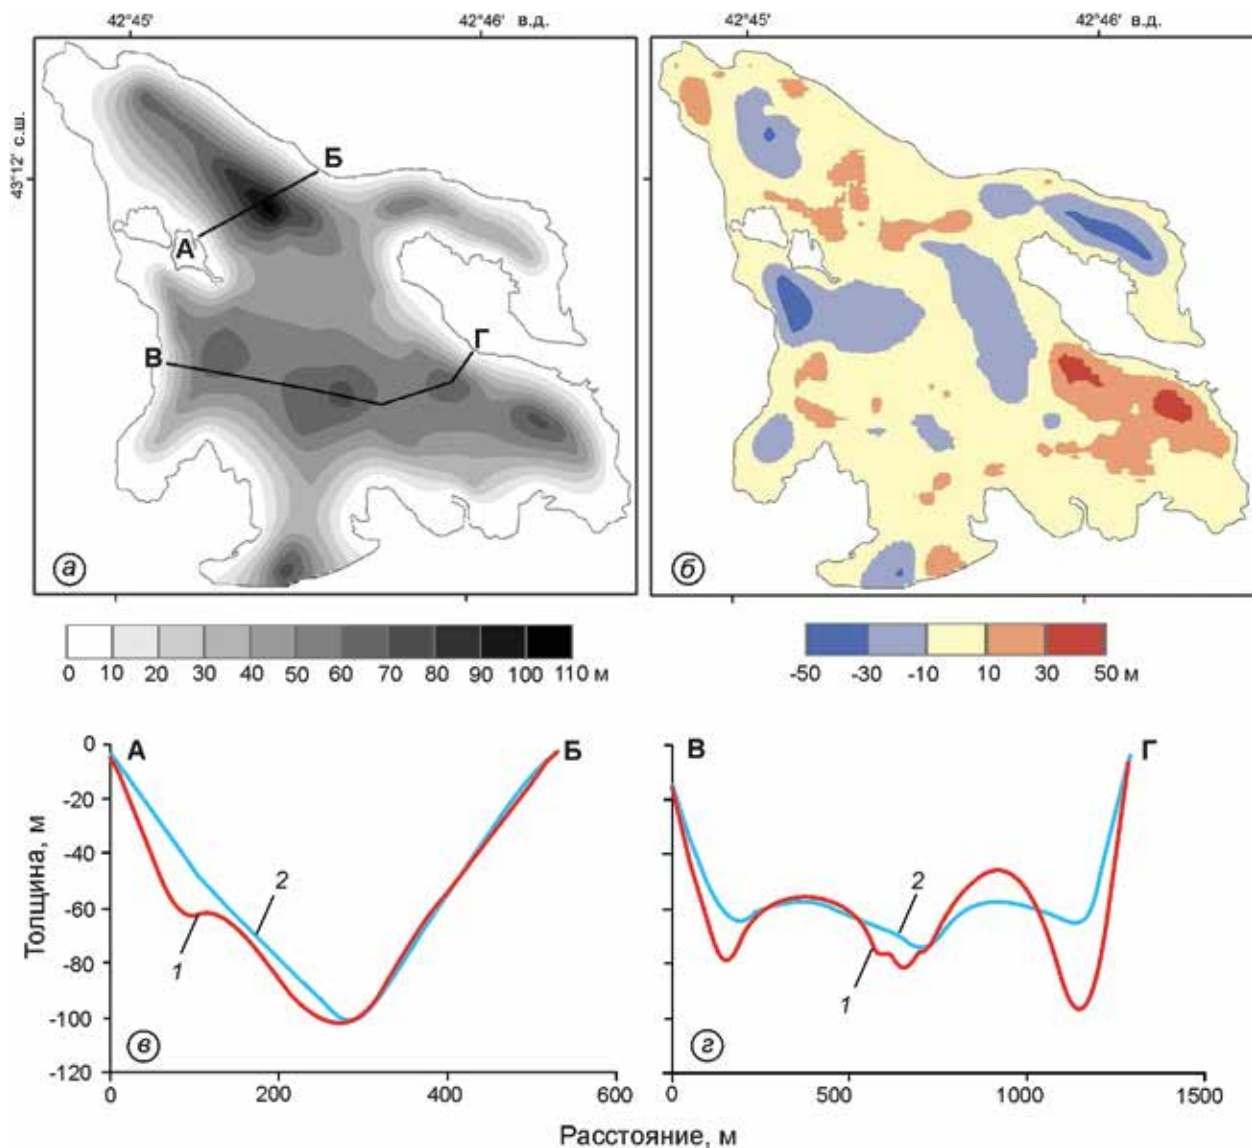 42°45' 42°46' в.д. 42°45' 42°46' в.д.
43°12' с.ш.
Б
А
В
Г
а б
0 10 20 30 40 50 60 70 80 90 100 110 м
-50 -30 -10 10 30 50 м
А Б
В Г
Толщина, м
0
-20
-40
-60
-80
-100
-120
2
1
2
1
в г
0 200 400 600
0 500 1000 1500
Расстояние, м